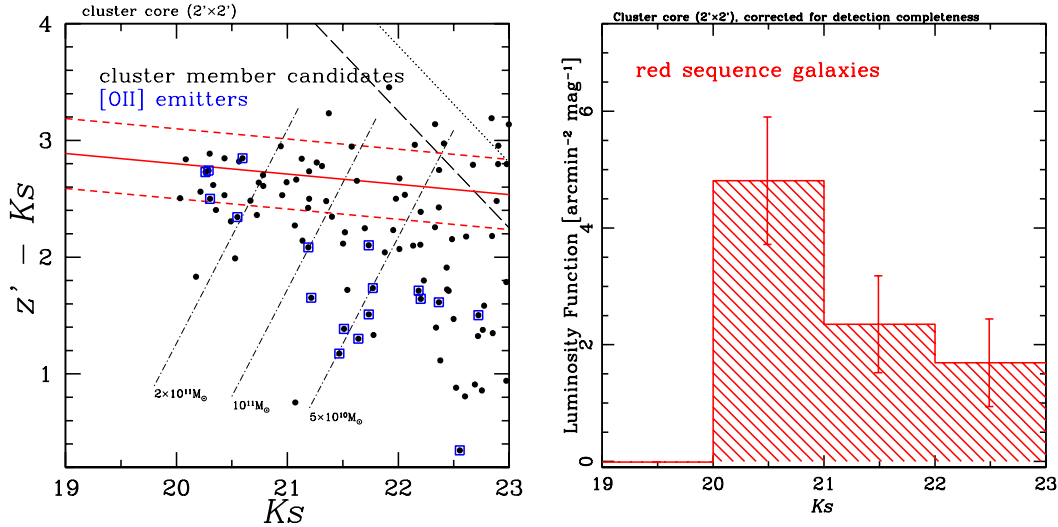 cluster core (2'×2')
4
3
2
1
z' − Ks
cluster member candidates
[OII] emitters
2×10¹¹M☉
10¹¹M☉
5×10¹⁰M☉
19 20 21 22 23
Ks
Cluster core (2'×2'), corrected for detection completeness
red sequence galaxies
Luminosity Function [arcmin⁻² mag⁻¹]
6
4
2
0
19 20 21 22 23
Ks